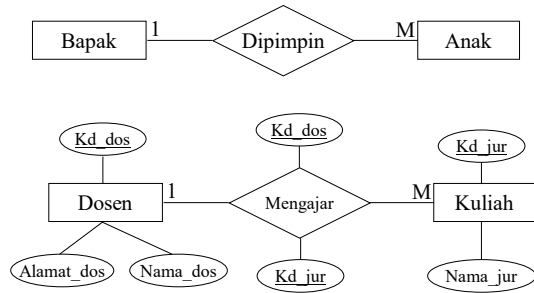 Bapak 1 Dipimpin M Anak
Kd_dos Kd_dos Kd_jur
Dosen 1 Mengajar M Kuliah
Alamat_dos Nama_dos Kd_jur Nama_jur